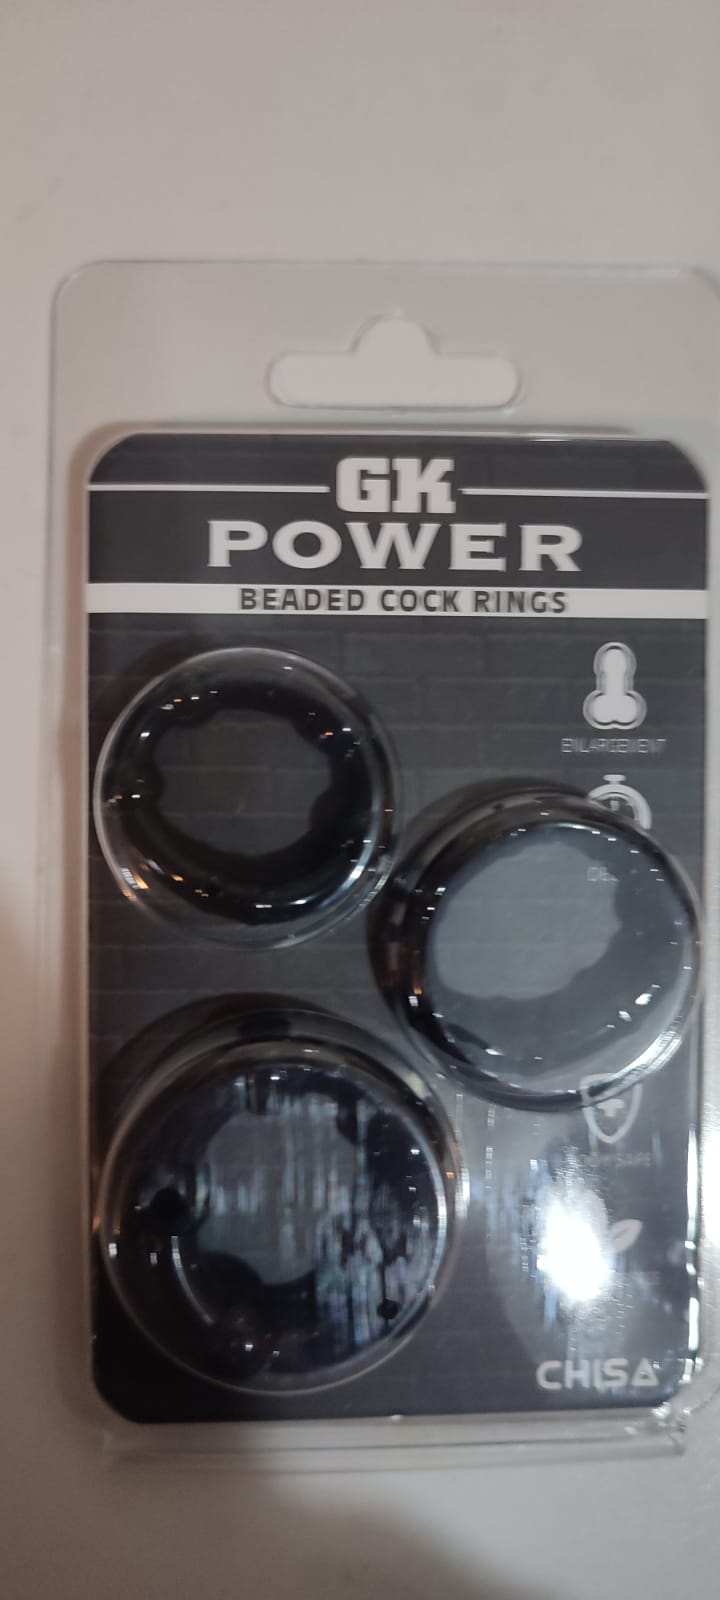 GK
POWER
BEADED COCK RINGS
ENLARGEMENT
CHISA